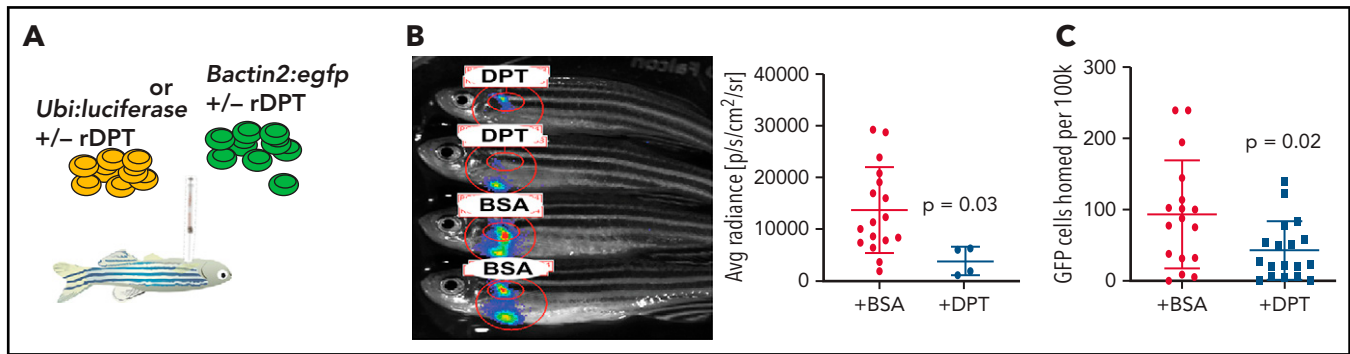 A
or
Ubi:luciferase
+/– rDPT
Bactin2:egfp
+/– rDPT
B
DPT
DPT
BSA
BSA
Avg radiance [p/s/cm²/sr]
40000
30000
20000
10000
0
p = 0.03
+BSA +DPT
C
GFP cells homed per 100k
300
200
100
0
p = 0.02
+BSA +DPT